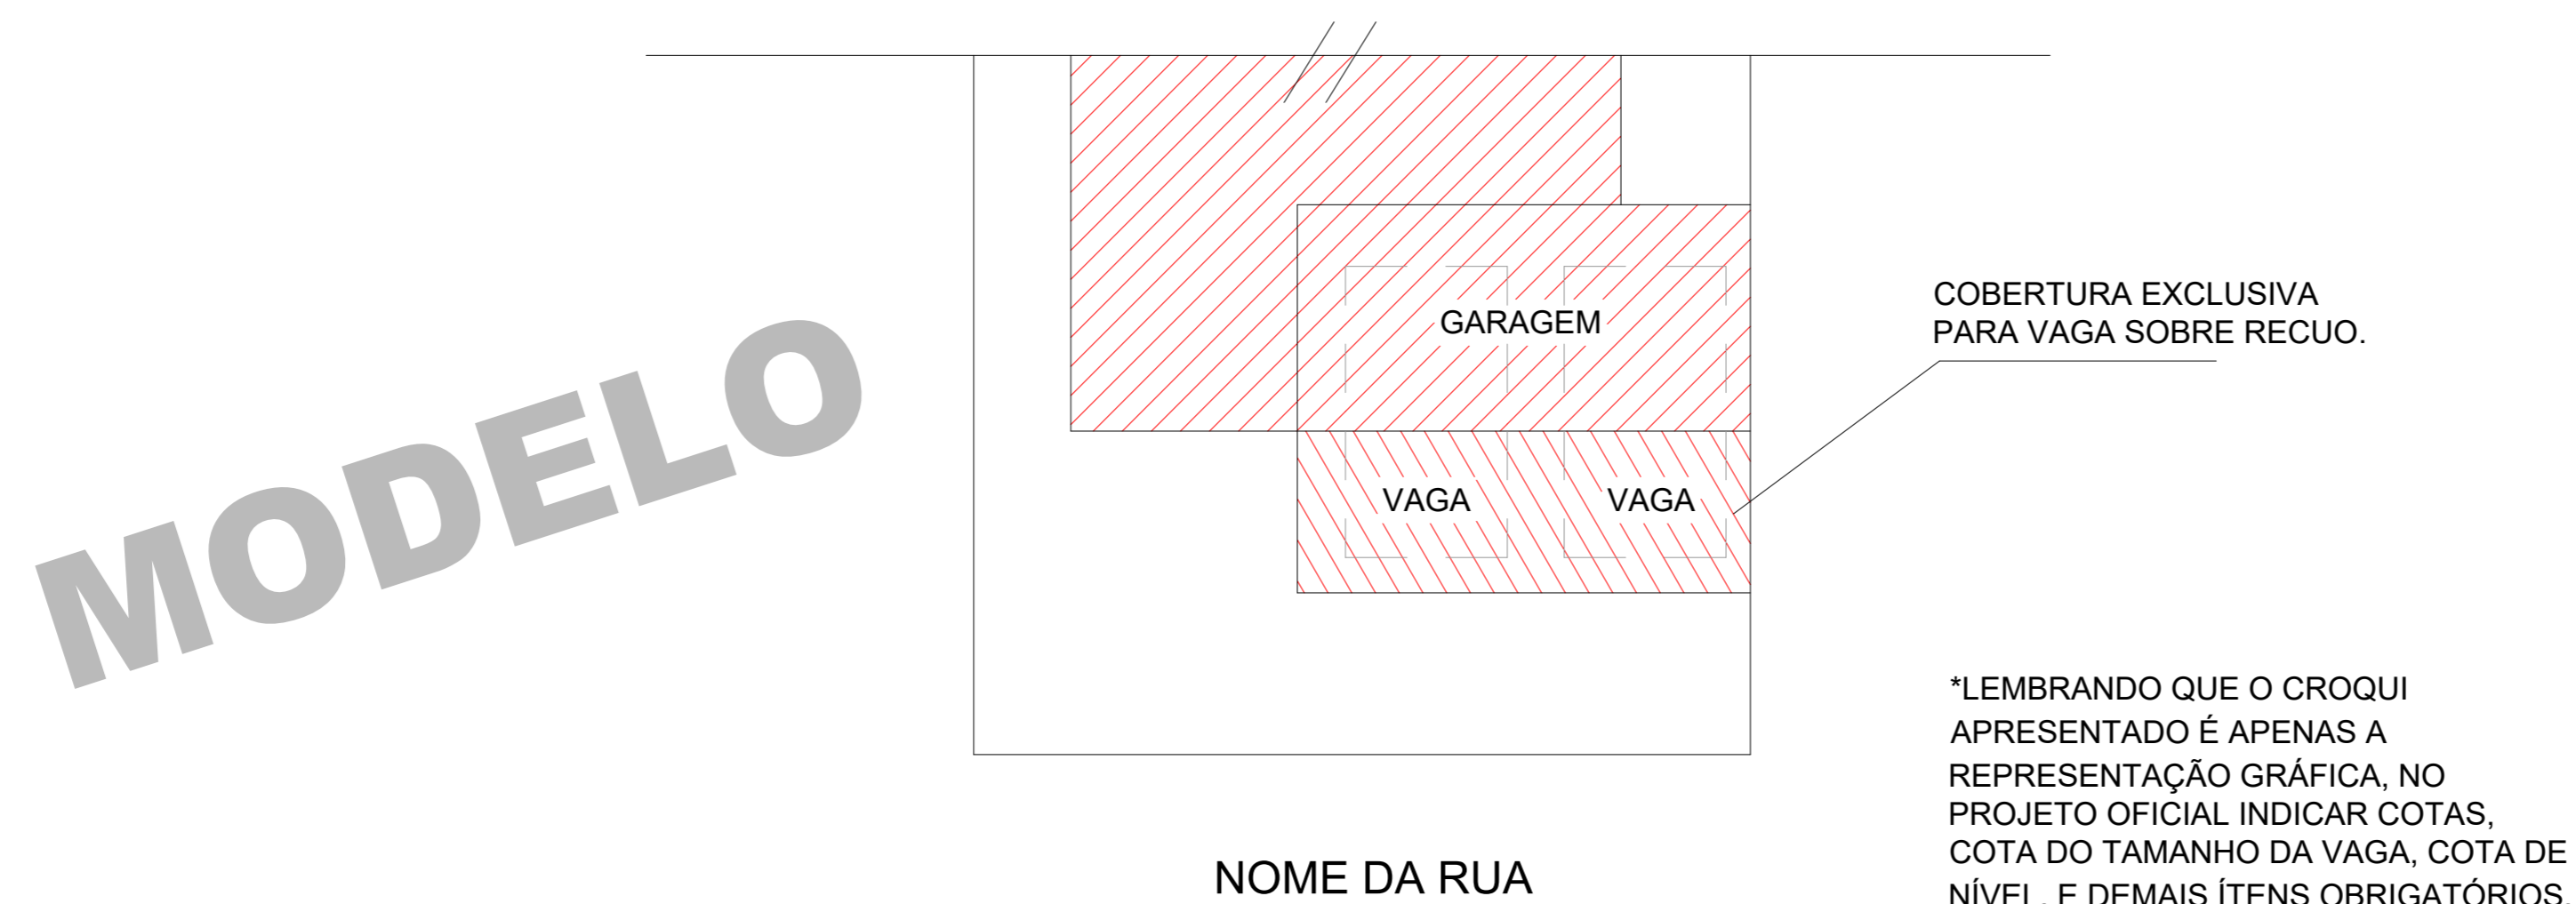 COBERTURA EXCLUSIVA
PARA VAGA SOBRE RECUO.
GARAGEM
MODELO
VAGA
VAGA
*LEMBRANDO QUE O CROQUI
APRESENTADO É APENAS A
REPRESENTAÇÃO GRÁFICA, NO
PROJETO OFICIAL INDICAR COTAS,
COTA DO TAMANHO DA VAGA, COTA DE
NÍVEL, E DEMAIS ÍTENS OBRIGATÓRIOS.
NOME DA RUA